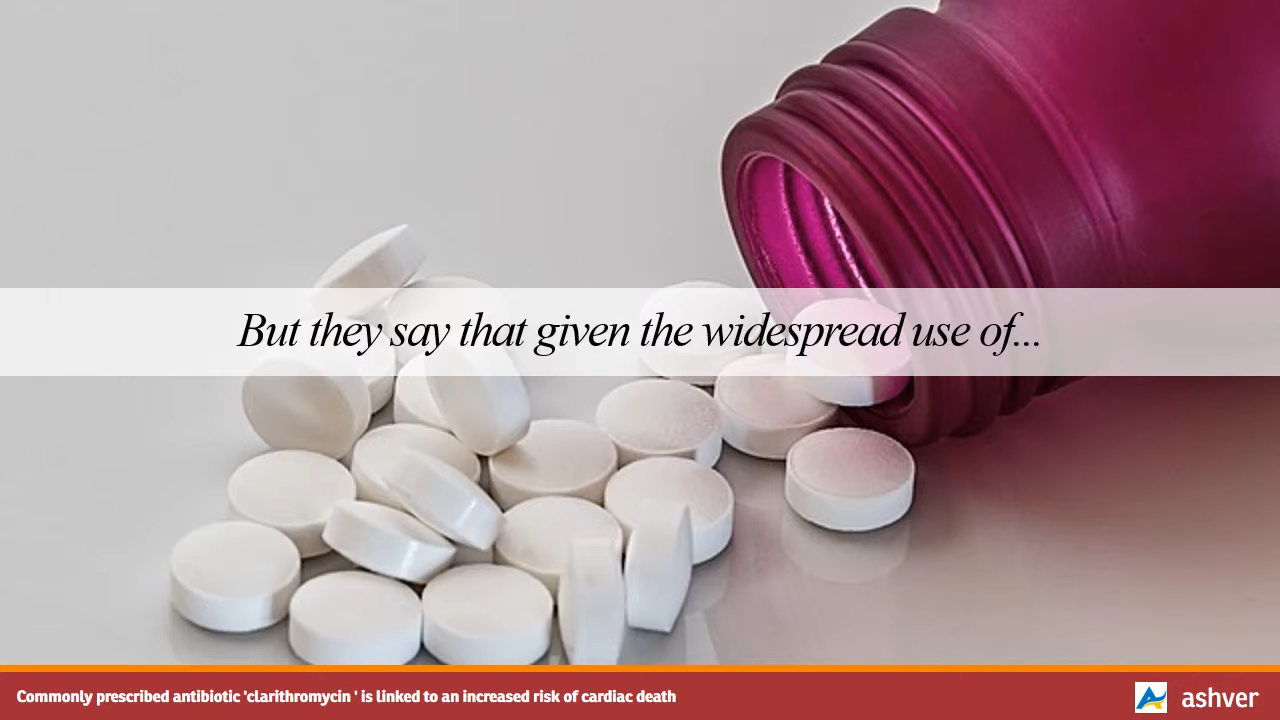 But they say that given the widespread use of...
Commonly prescribed antibiotic 'clarithromycin ' is linked to an increased risk of cardiac death
ashver